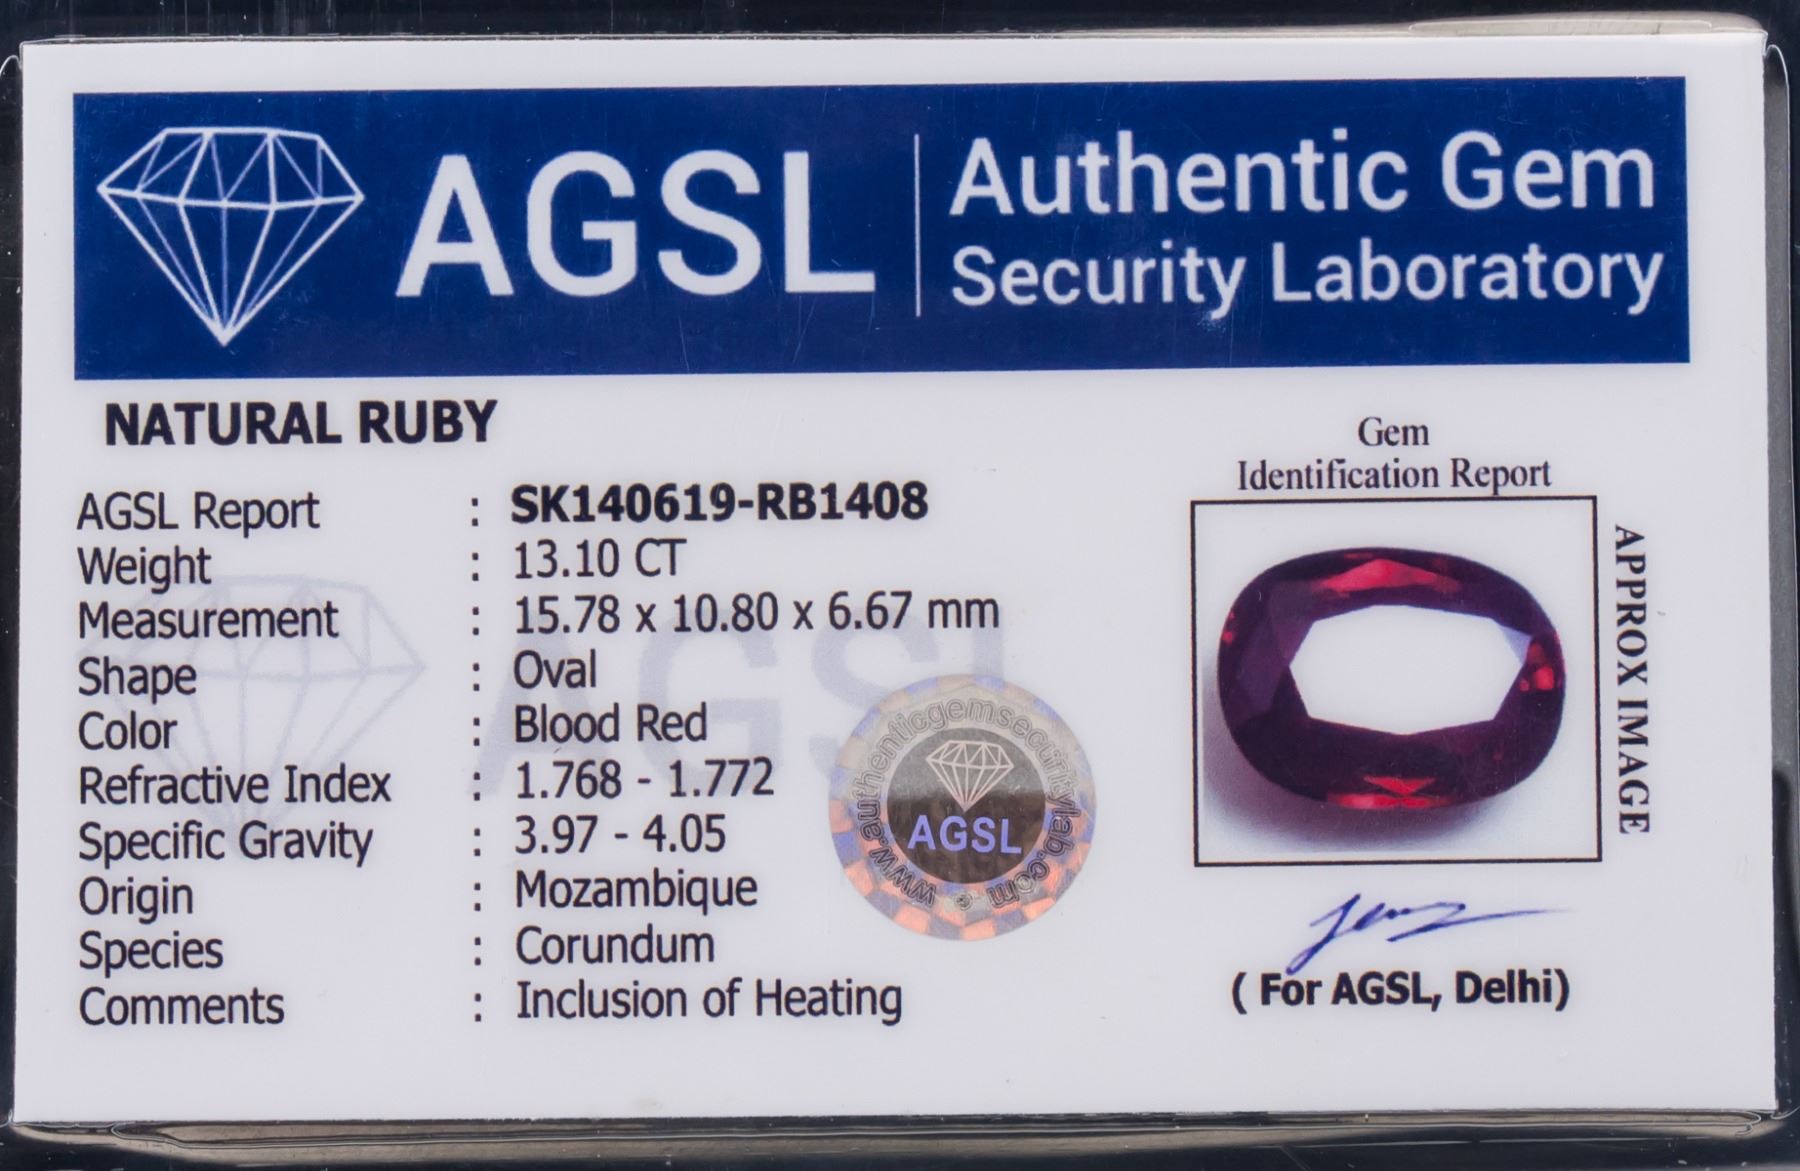 AGSL
Authentic Gem
Security Laboratory
NATURAL RUBY
AGSL Report : SK140619-RB1408
Weight : 13.10 CT
Measurement : 15.78 x 10.80 x 6.67 mm
Shape : Oval
Color : Blood Red
Refractive Index : 1.768 - 1.772
Specific Gravity : 3.97 - 4.05
Origin : Mozambique
Species : Corundum
Comments : Inclusion of Heating
AGSL
www.authenticgemsecuritylab.com
AGSL
Gem
Identification Report
APPROX IMAGE
( For AGSL, Delhi)